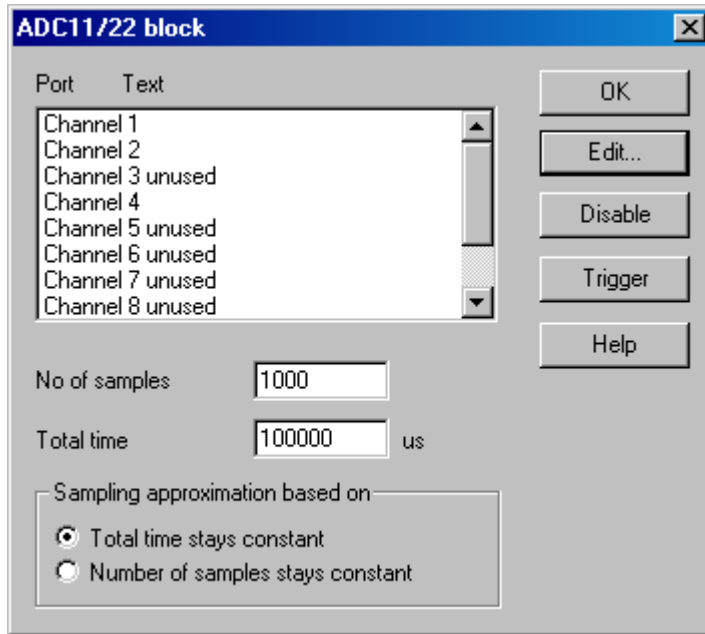 ADC11/22 block
Port Text
Channel 1
Channel 2
Channel 3 unused
Channel 4
Channel 5 unused
Channel 6 unused
Channel 7 unused
Channel 8 unused
OK
Edit...
Disable
Trigger
Help
No of samples 1000
Total time 100000 us
Sampling approximation based on
Total time stays constant
Number of samples stays constant